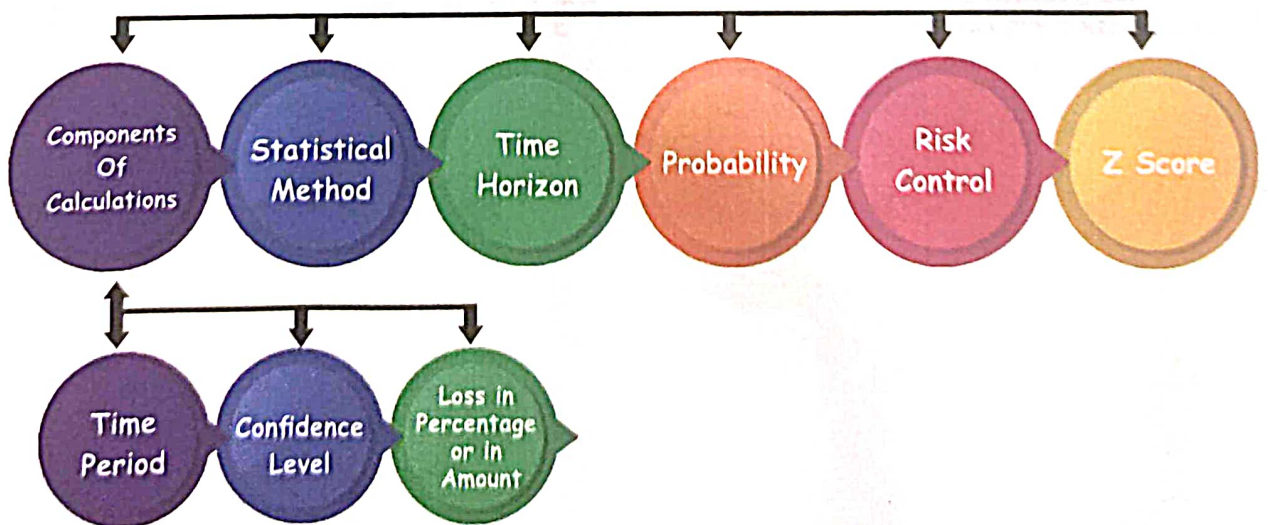 Components
Of
Calculations
Statistical
Method
Time
Horizon
Probability
Risk
Control
Z Score
Time
Period
Confidence
Level
Loss in
Percentage
or in
Amount